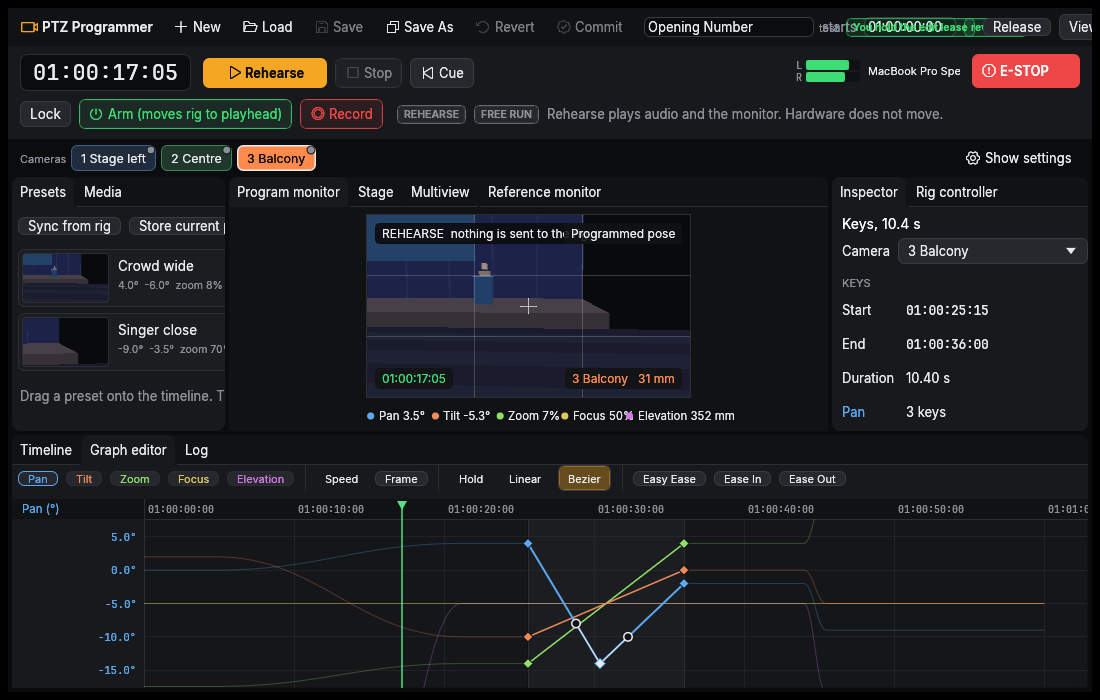 PTZ Programmer New Load Save Save As Revert Commit Opening Number starts 01:00:00:00 Release View
01:00:17:05 Rehearse Stop Cue L R MacBook Pro Spe E-STOP
Lock Arm (moves rig to playhead) Record REHEARSE FREE RUN Rehearse plays audio and the monitor. Hardware does not move.
Cameras 1 Stage left 2 Centre 3 Balcony Show settings
Presets Media Program monitor Stage Multiview Reference monitor Inspector Rig controller
Sync from rig Store current
REHEARSE nothing is sent to the Programmed pose
Keys, 10.4 s
Camera 3 Balcony
Crowd wide
4.0° -6.0° zoom 8%
KEYS
Start 01:00:25:15
Singer close
-9.0° -3.5° zoom 70
End 01:00:36:00
01:00:17:05 3 Balcony 31 mm
Duration 10.40 s
Drag a preset onto the timeline. T
Pan 3.5° Tilt -5.3° Zoom 7% Focus 50% Elevation 352 mm
Pan 3 keys
Timeline Graph editor Log
Pan Tilt Zoom Focus Elevation Speed Frame Hold Linear Bezier Easy Ease Ease In Ease Out
Pan (°) 01:00:00:00 01:00:10:00 01:00:20:00 01:00:30:00 01:00:40:00 01:00:50:00 01:01:0
5.0°
0.0°
-5.0°
-10.0°
-15.0°